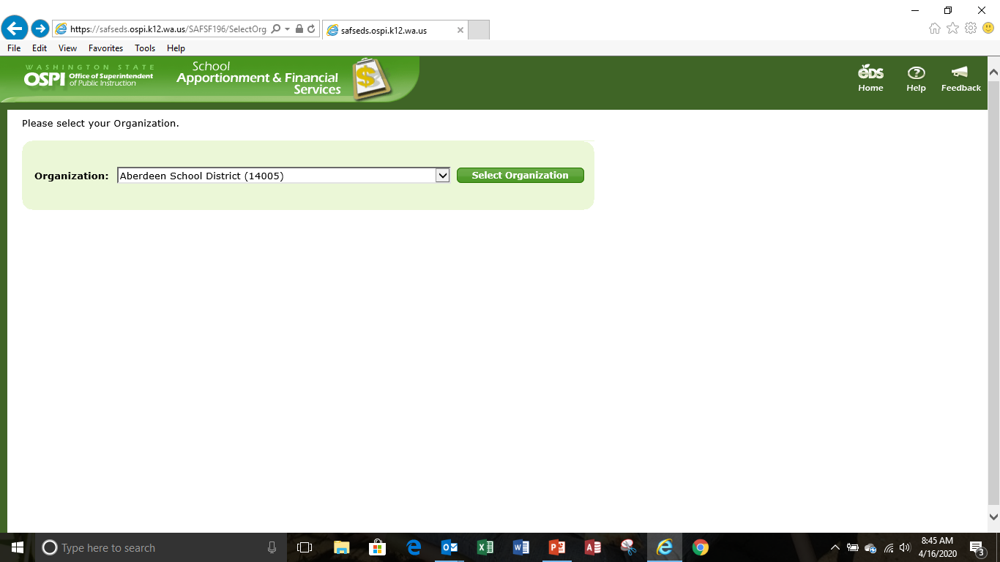 https://safseds.ospi.k12.wa.us/SAFSF196/SelectOrg
safseds.ospi.k12.wa.us
File Edit View Favorites Tools Help
WASHINGTON STATE
OSPI Office of Superintendent
of Public Instruction
School
Apportionment & Financial
Services
eDS
Home
Help
Feedback
Please select your Organization.
Organization: Aberdeen School District (14005) Select Organization
Type here to search
8:45 AM
4/16/2020
3